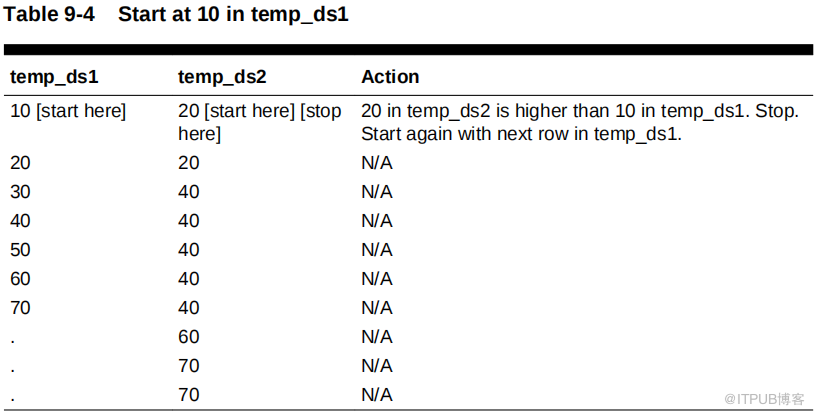 Table 9-4 Start at 10 in temp_ds1
temp_ds1 temp_ds2 Action
10 [start here] 20 [start here] [stop 20 in temp_ds2 is higher than 10 in temp_ds1. Stop.
here] Start again with next row in temp_ds1.
20 20 N/A
30 40 N/A
40 40 N/A
50 40 N/A
60 40 N/A
70 40 N/A
. 60 N/A
. 70 N/A
. 70 N/A
@ITPUB博客